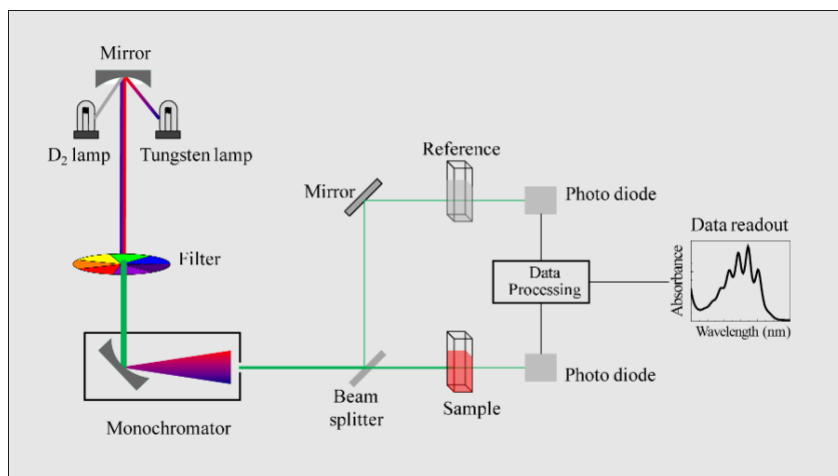 Mirror
D₂ lamp
Tungsten lamp
Filter
Monochromator
Mirror
Beam
splitter
Reference
Sample
Photo diode
Data
Processing
Photo diode
Data readout
Absorbance
Wavelength (nm)